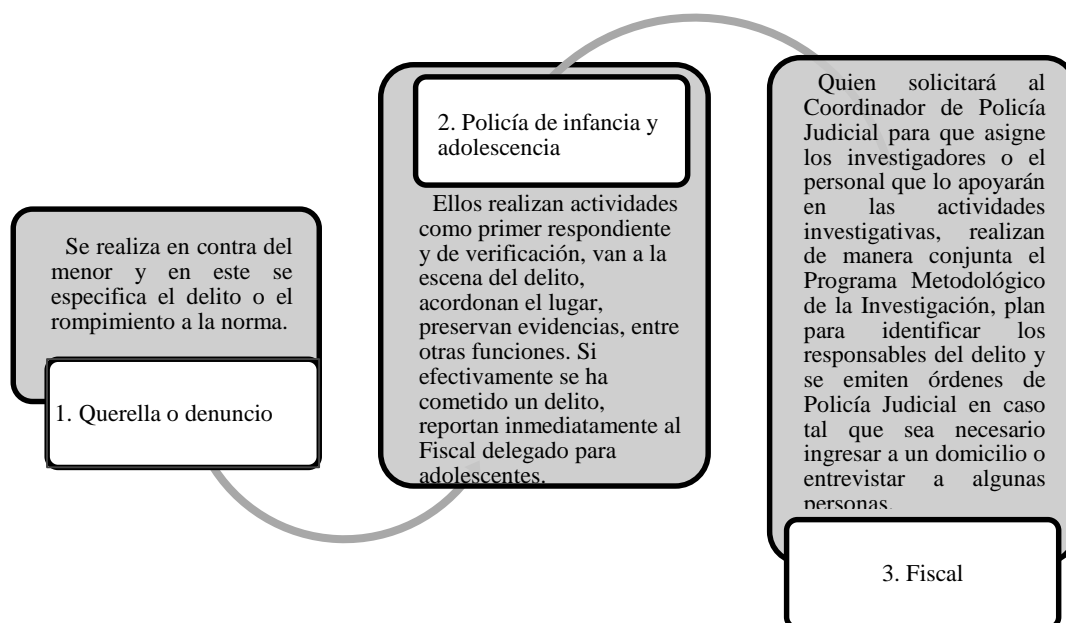 Se realiza en contra del
menor y en este se
especifica el delito o el
rompimiento a la norma.
1. Querella o denuncio
2. Policía de infancia y
adolescencia
Ellos realizan actividades
como primer respondiente
y de verificación, van a la
escena del delito,
acordonan el lugar,
preservan evidencias, entre
otras funciones. Si
efectivamente se ha
cometido un delito,
reportan inmediatamente al
Fiscal delegado para
adolescentes.
Quien solicitará al
Coordinador de Policía
Judicial para que asigne
los investigadores o el
personal que lo apoyarán
en las actividades
investigativas, realizan
de manera conjunta el
Programa Metodológico
de la Investigación, plan
para identificar los
responsables del delito y
se emiten órdenes de
Policía Judicial en caso
tal que sea necesario
ingresar a un domicilio o
entrevistar a algunas
personas.
3. Fiscal